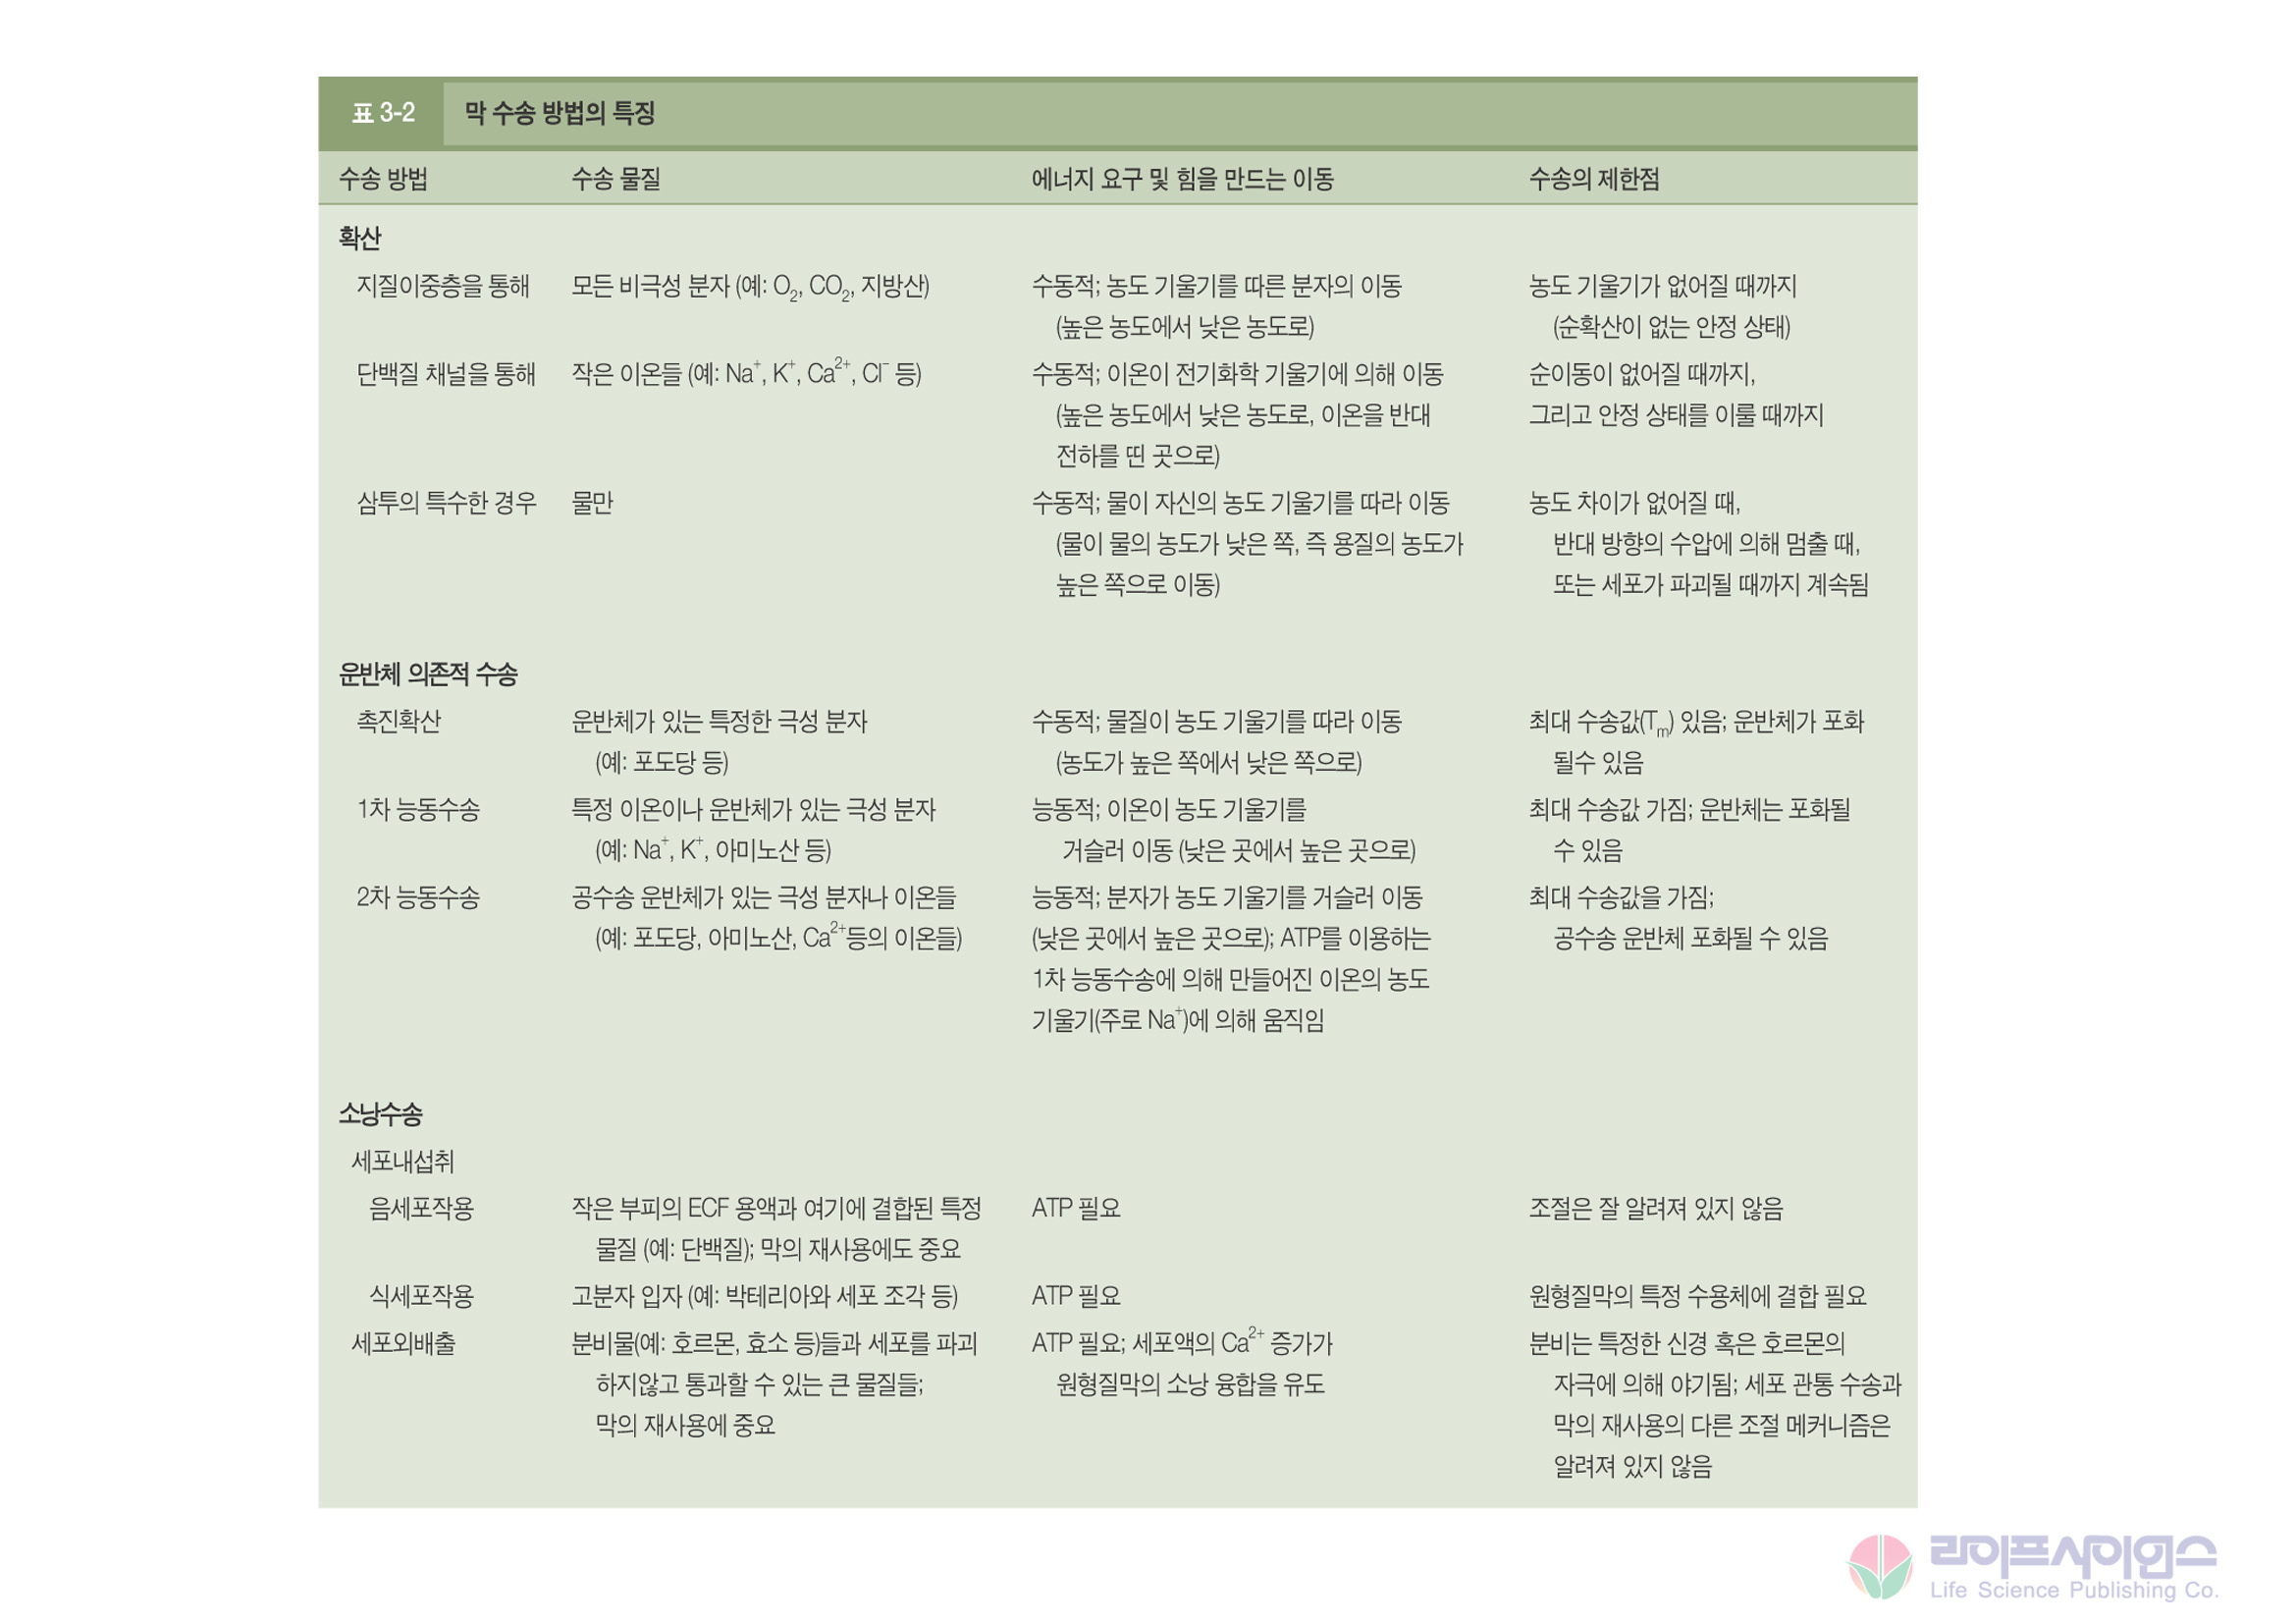 표 3-2 막 수송 방법의 특징
수송 방법 수송 물질 에너지 요구 및 힘을 만드는 이동 수송의 제한점
확산
지질이중층을 통해 모든 비극성 분자 (예: O₂, CO₂, 지방산) 수동적; 농도 기울기를 따른 분자의 이동 농도 기울기가 없어질 때까지
(높은 농도에서 낮은 농도로) (순확산이 없는 안정 상태)
단백질 채널을 통해 작은 이온들 (예: Na⁺, K⁺, Ca²⁺, Cl⁻ 등) 수동적; 이온이 전기화학 기울기에 의해 이동 순이동이 없어질 때까지,
(높은 농도에서 낮은 농도로, 이온을 반대 그리고 안정 상태를 이룰 때까지
전하를 띤 곳으로)
삼투의 특수한 경우 물만 수동적; 물이 자신의 농도 기울기를 따라 이동 농도 차이가 없어질 때,
(물이 물의 농도가 낮은 쪽, 즉 용질의 농도가 반대 방향의 수압에 의해 멈출 때,
높은 쪽으로 이동) 또는 세포가 파괴될 때까지 계속됨
운반체 의존적 수송
촉진확산 운반체가 있는 특정한 극성 분자 수동적; 물질이 농도 기울기를 따라 이동 최대 수송값(Tₘ) 있음; 운반체가 포화
(예: 포도당 등) (농도가 높은 쪽에서 낮은 쪽으로) 될수 있음
1차 능동수송 특정 이온이나 운반체가 있는 극성 분자 능동적; 이온이 농도 기울기를 최대 수송값 가짐; 운반체는 포화될
(예: Na⁺, K⁺, 아미노산 등) 거슬러 이동 (낮은 곳에서 높은 곳으로) 수 있음
2차 능동수송 공수송 운반체가 있는 극성 분자나 이온들 능동적; 분자가 농도 기울기를 거슬러 이동 최대 수송값을 가짐;
(예: 포도당, 아미노산, Ca²⁺등의 이온들) (낮은 곳에서 높은 곳으로); ATP를 이용하는 공수송 운반체 포화될 수 있음
1차 능동수송에 의해 만들어진 이온의 농도
기울기(주로 Na⁺)에 의해 움직임
소낭수송
세포내섭취
음세포작용 작은 부피의 ECF 용액과 여기에 결합된 특정 ATP 필요 조절은 잘 알려져 있지 않음
물질 (예: 단백질); 막의 재사용에도 중요
식세포작용 고분자 입자 (예: 박테리아와 세포 조각 등) ATP 필요 원형질막의 특정 수용체에 결합 필요
세포외배출 분비물(예: 호르몬, 효소 등)들과 세포를 파괴 ATP 필요; 세포액의 Ca²⁺ 증가가 분비는 특정한 신경 혹은 호르몬의
하지않고 통과할 수 있는 큰 물질들; 원형질막의 소낭 융합을 유도 자극에 의해 야기됨; 세포 관통 수송과
막의 재사용에 중요 막의 재사용의 다른 조절 메커니즘은
알려져 있지 않음
라이프사이언스
Life Science Publishing Co.